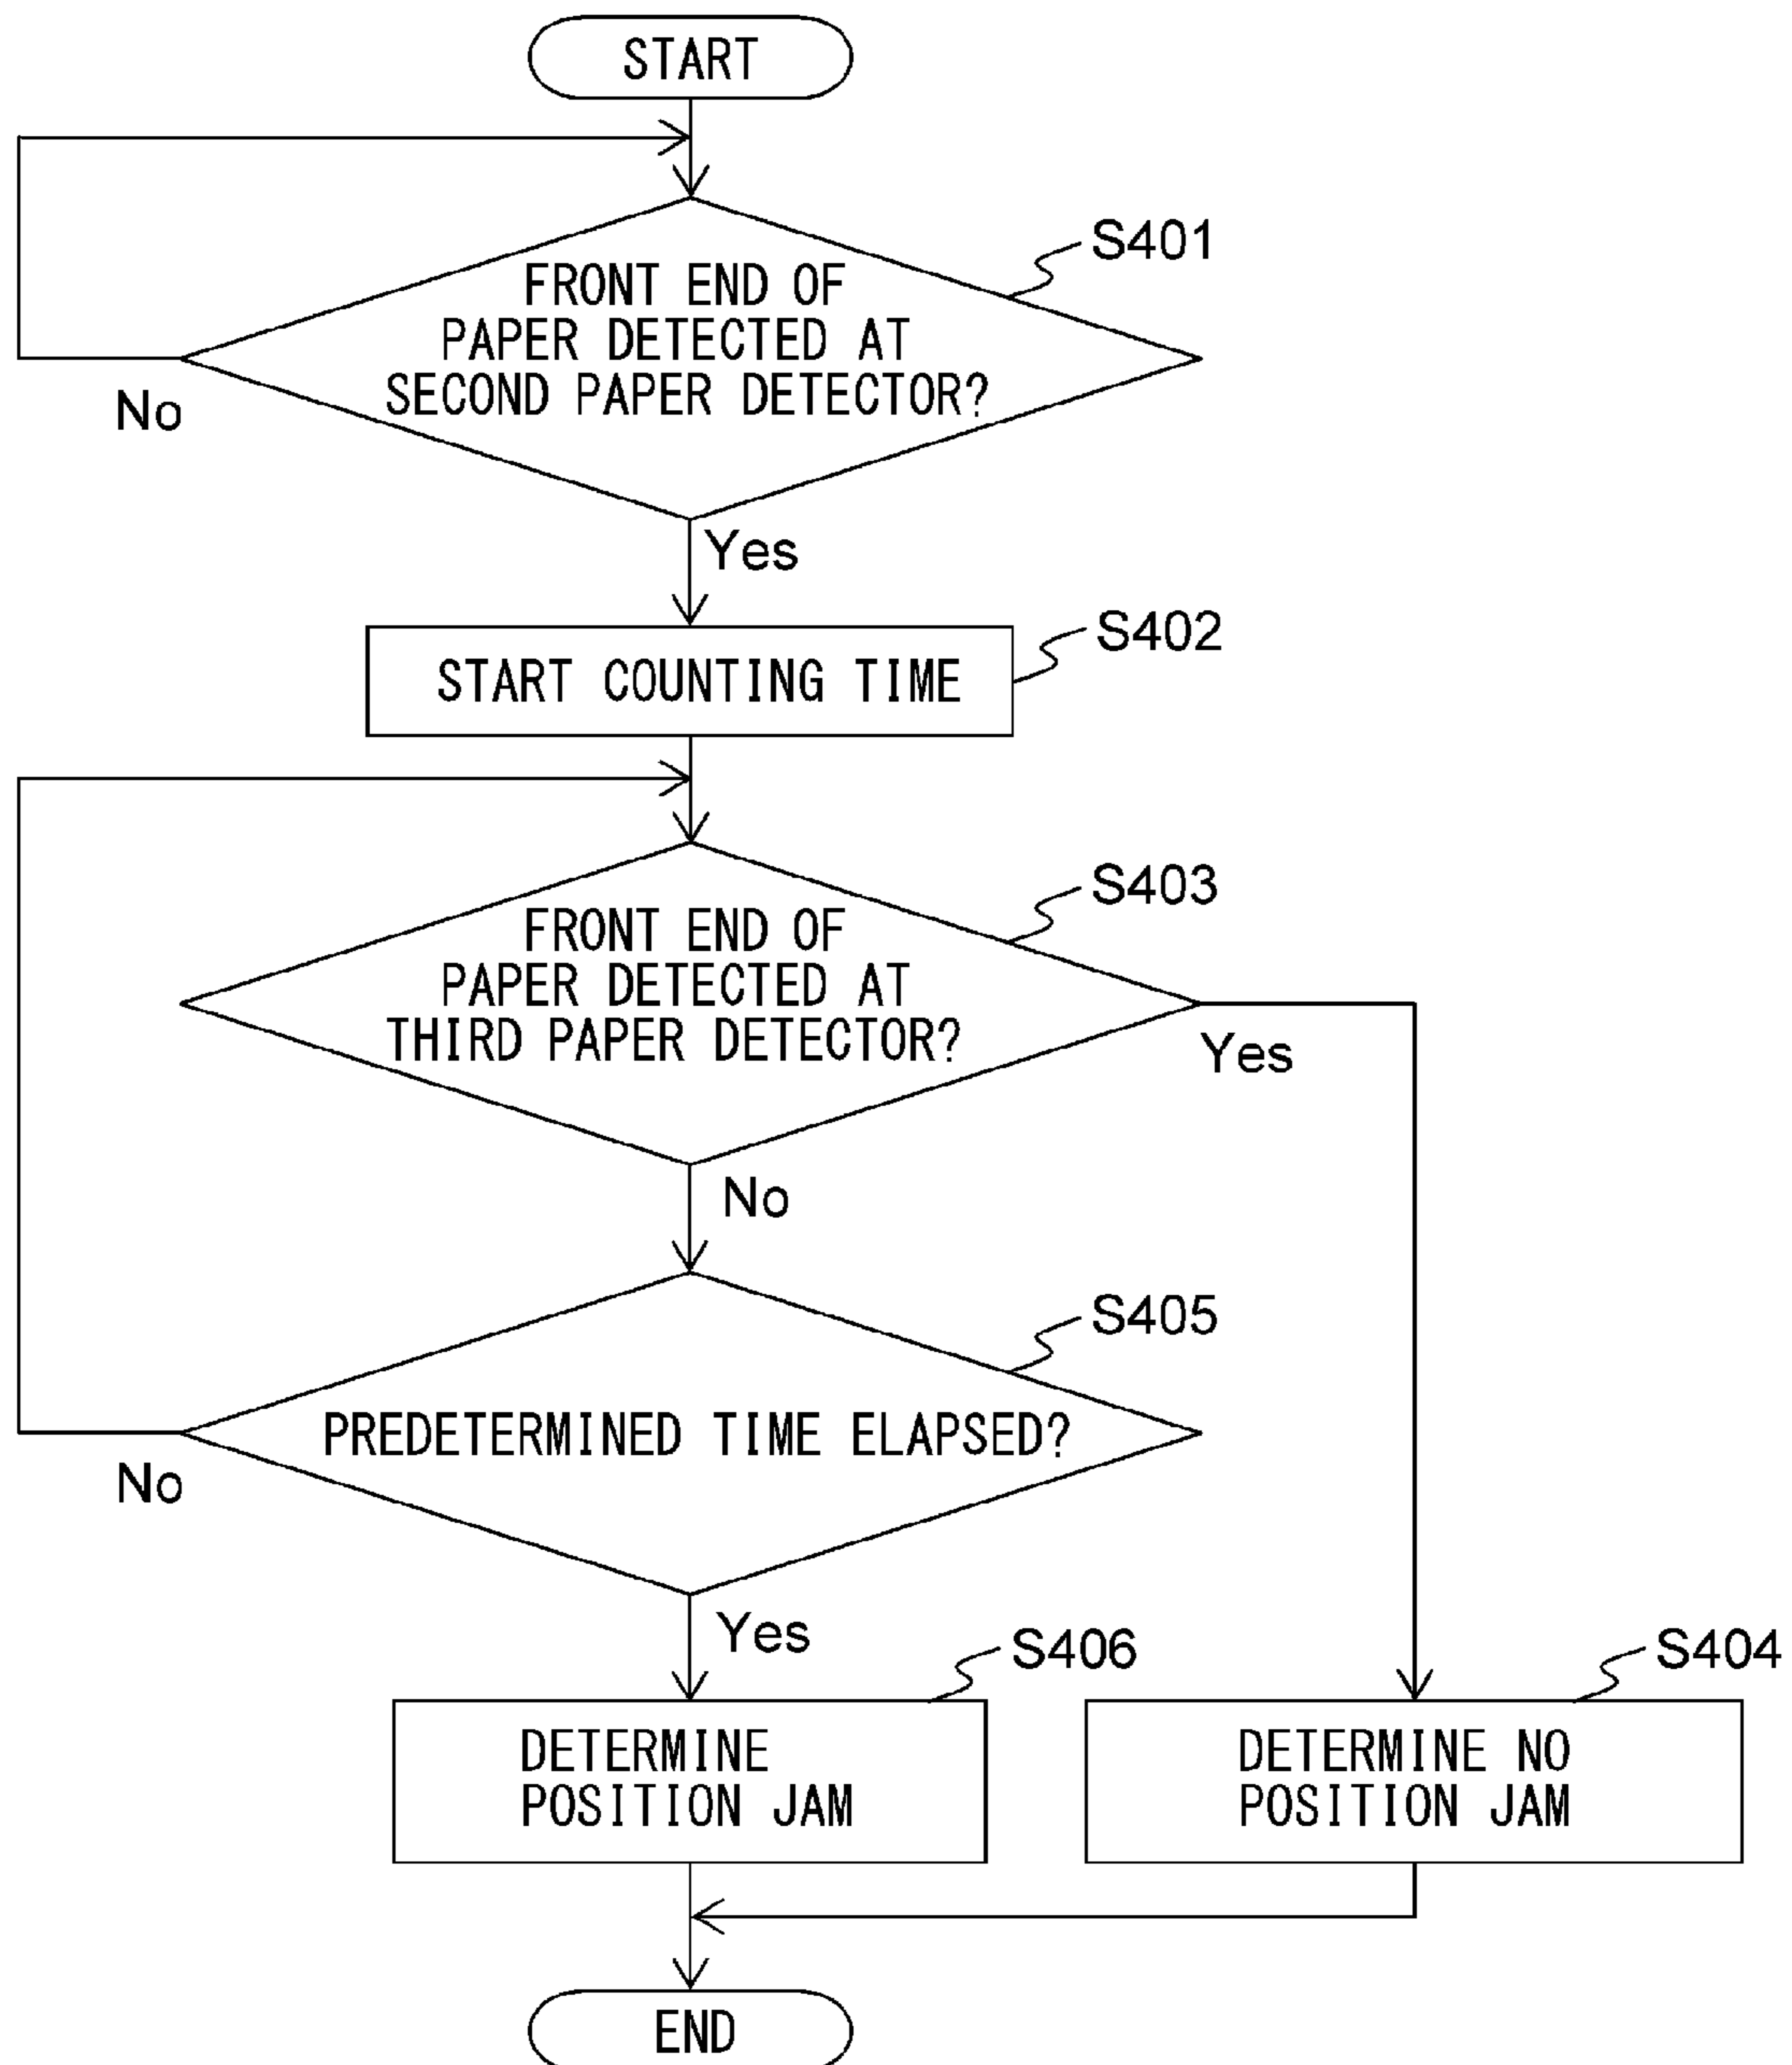 START
S401
FRONT END OF
PAPER DETECTED AT
SECOND PAPER DETECTOR?
No
Yes
S402
START COUNTING TIME
S403
FRONT END OF
PAPER DETECTED AT
THIRD PAPER DETECTOR?
Yes
No
S405
PREDETERMINED TIME ELAPSED?
No
Yes
S406
DETERMINE
POSITION JAM
S404
DETERMINE NO
POSITION JAM
END